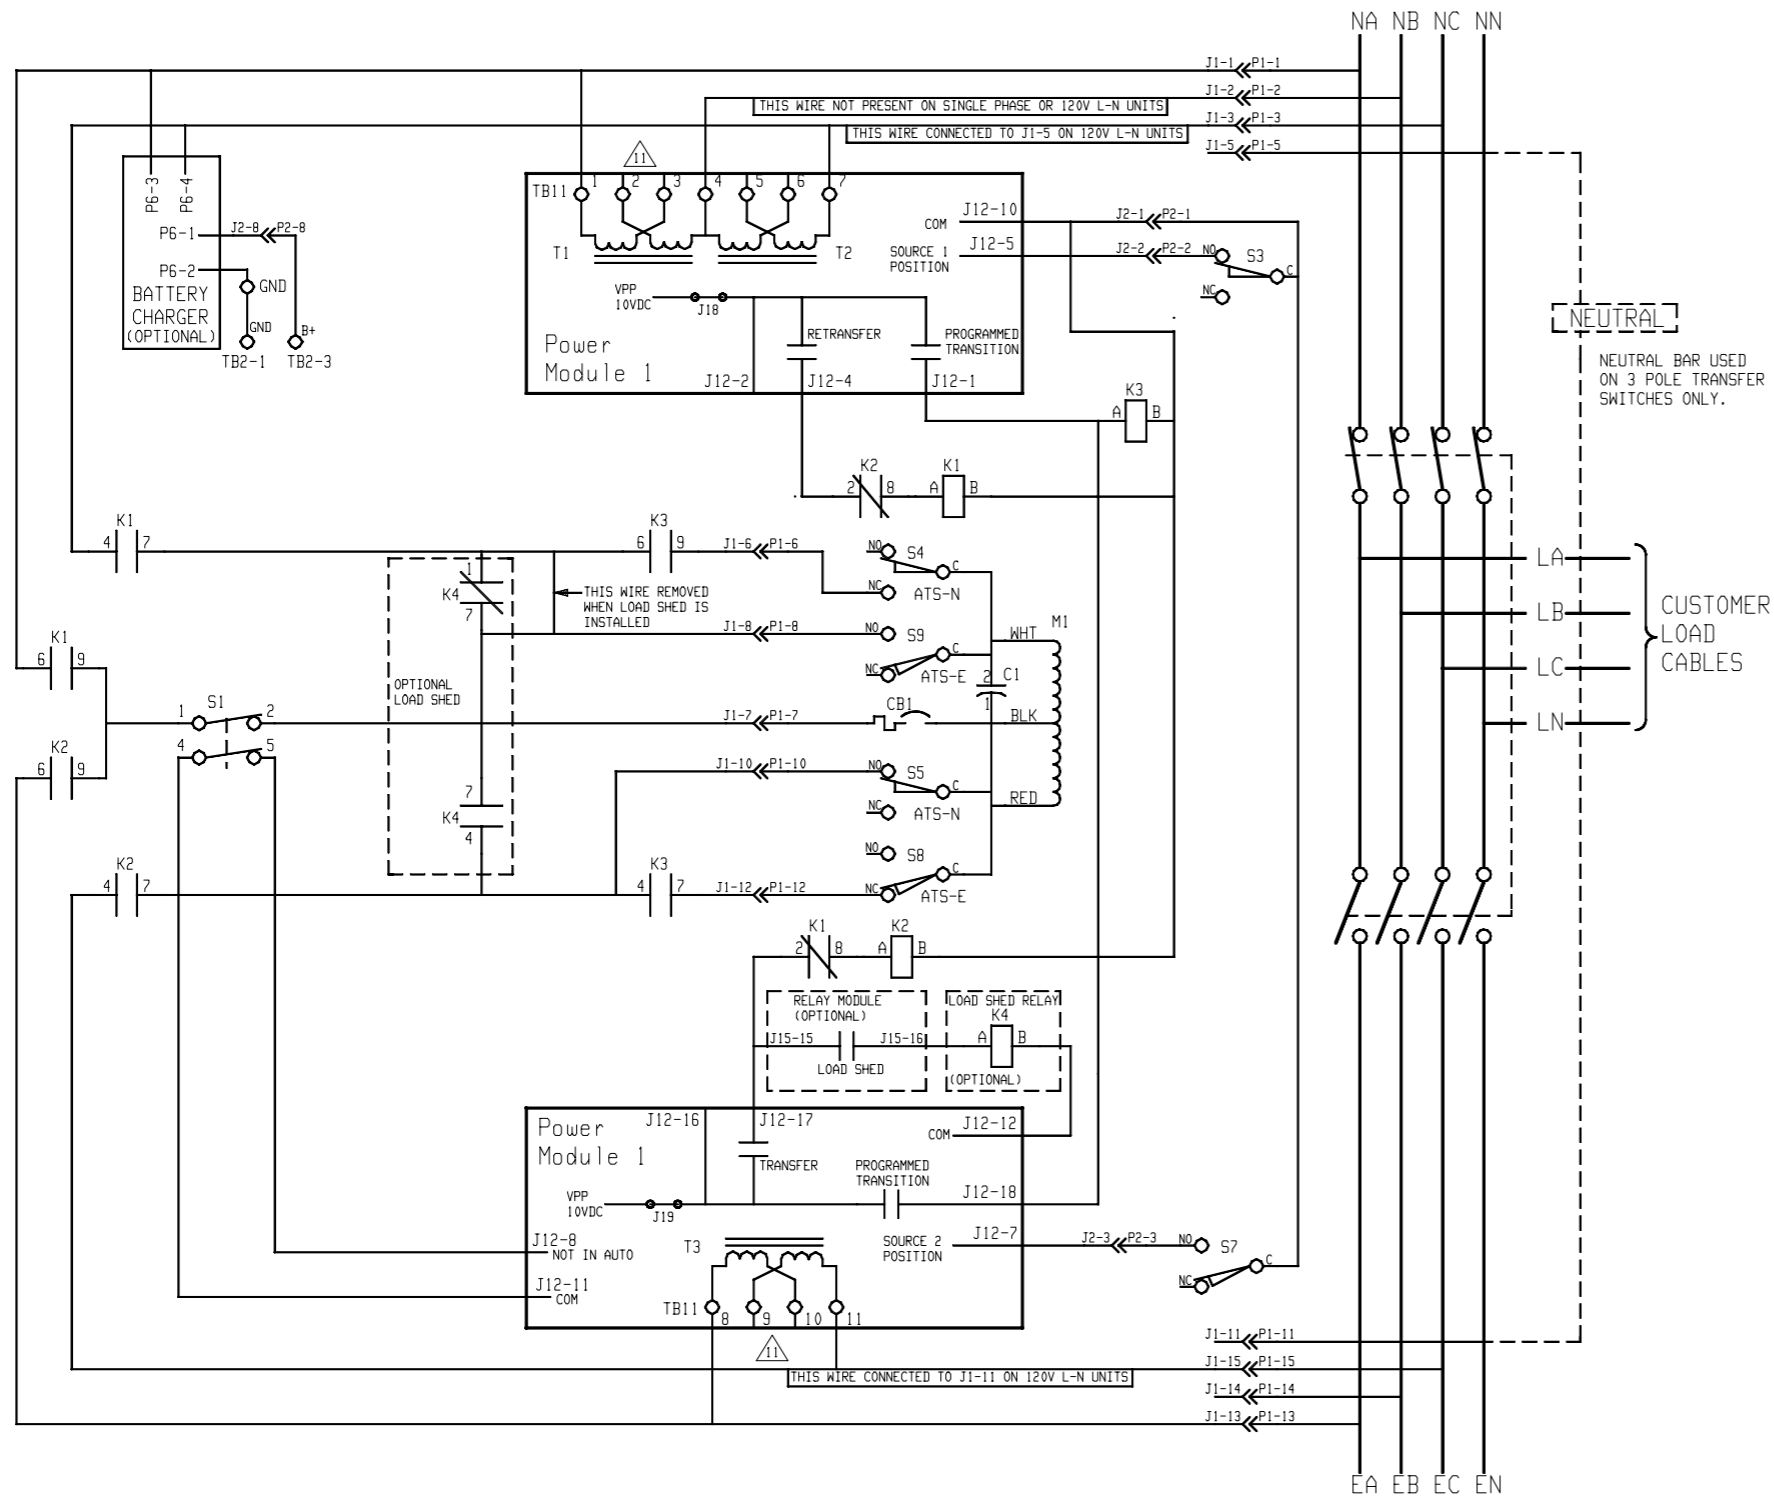 NA NB NC NN
J1-1 P1-1
J1-2 P1-2
THIS WIRE NOT PRESENT ON SINGLE PHASE OR 120V L-N UNITS
J1-3 P1-3
THIS WIRE CONNECTED TO J1-5 ON 120V L-N UNITS
J1-5 P1-5
11
P6-3 P6-4
TB11 1 2 3 4 5 6 7
P6-1 J2-8 P2-8
P6-2
GND
BATTERY
CHARGER
(OPTIONAL)
GND B+
TB2-1 TB2-3
T1 T2
COM J12-10
SOURCE 1
POSITION
J12-5
J2-1 P2-1
J2-2 P2-2 NO S3
C
NC
VPP
10VDC
J18
RETRANSFER
PROGRAMMED
TRANSITION
Power
Module 1
J12-2 J12-4 J12-1
K3
A B
NEUTRAL
NEUTRAL BAR USED
ON 3 POLE TRANSFER
SWITCHES ONLY.
K2 K1
2 8 A B
K1
4 7
K3
6 9
J1-6 P1-6
NO S4
C
NC ATS-N
1
K4
7
THIS WIRE REMOVED
WHEN LOAD SHED IS
INSTALLED
J1-8 P1-8
NO S9
C
NC ATS-E
WHT M1
2 C1
1
OPTIONAL
LOAD SHED
K1
6 9
S1
1 2
J1-7 P1-7
CB1
BLK
K2
6 9
4 5
J1-10 P1-10
NO S5
C
NC ATS-N
RED
7
K4
4
NO S8
C
NC ATS-E
K2
4 7
K3
4 7
J1-12 P1-12
LA
LB
LC
LN
CUSTOMER
LOAD
CABLES
K1 K2
2 8 A B
RELAY MODULE
(OPTIONAL)
J15-15 J15-16
LOAD SHED
LOAD SHED RELAY
K4
A B
(OPTIONAL)
Power
Module 1
J12-16 J12-17
COM J12-12
TRANSFER
PROGRAMMED
TRANSITION
VPP
10VDC
J19
J12-18
J12-8
NOT IN AUTO
T3
SOURCE 2
POSITION
J12-7
J2-3 P2-3 NO S7
C
NC
J12-11
COM
TB11 8 9 10 11
11
J1-11 P1-11
J1-15 P1-15
THIS WIRE CONNECTED TO J1-11 ON 120V L-N UNITS
J1-14 P1-14
J1-13 P1-13
EA EB EC EN